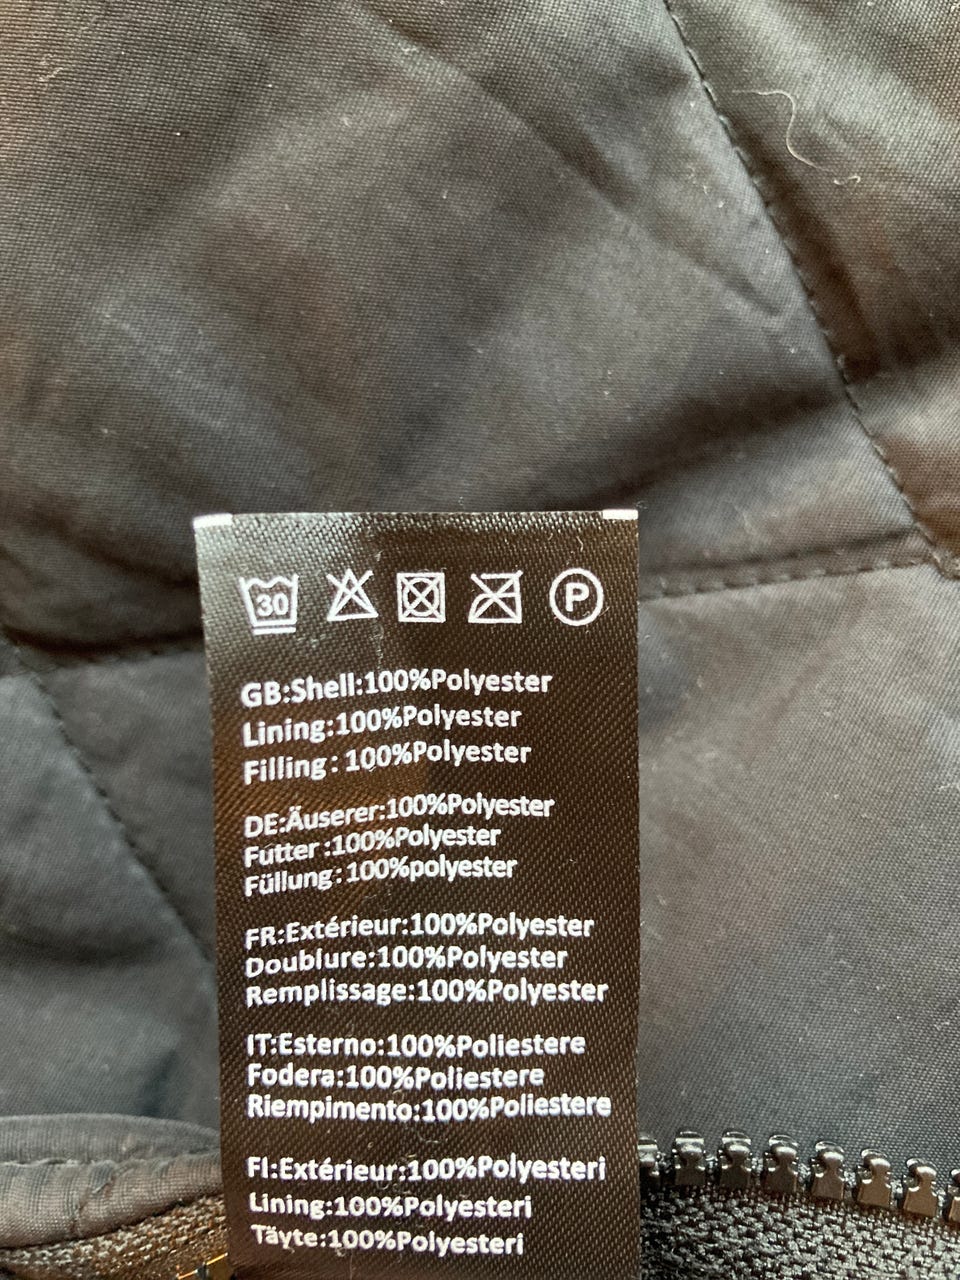 30 P
GB:Shell:100%Polyester
Lining:100%Polyester
Filling: 100%Polyester
DE:Äuserer:100%Polyester
Futter :100%Polyester
Füllung: 100%polyester
FR:Extérieur:100%Polyester
Doublure:100%Polyester
Remplissage:100%Polyester
IT:Esterno:100%Poliestere
Fodera:100%Poliestere
Riempimento:100%Poliestere
FI:Extérieur:100%Polyesteri
Lining:100%Polyesteri
Täyte:100%Polyesteri